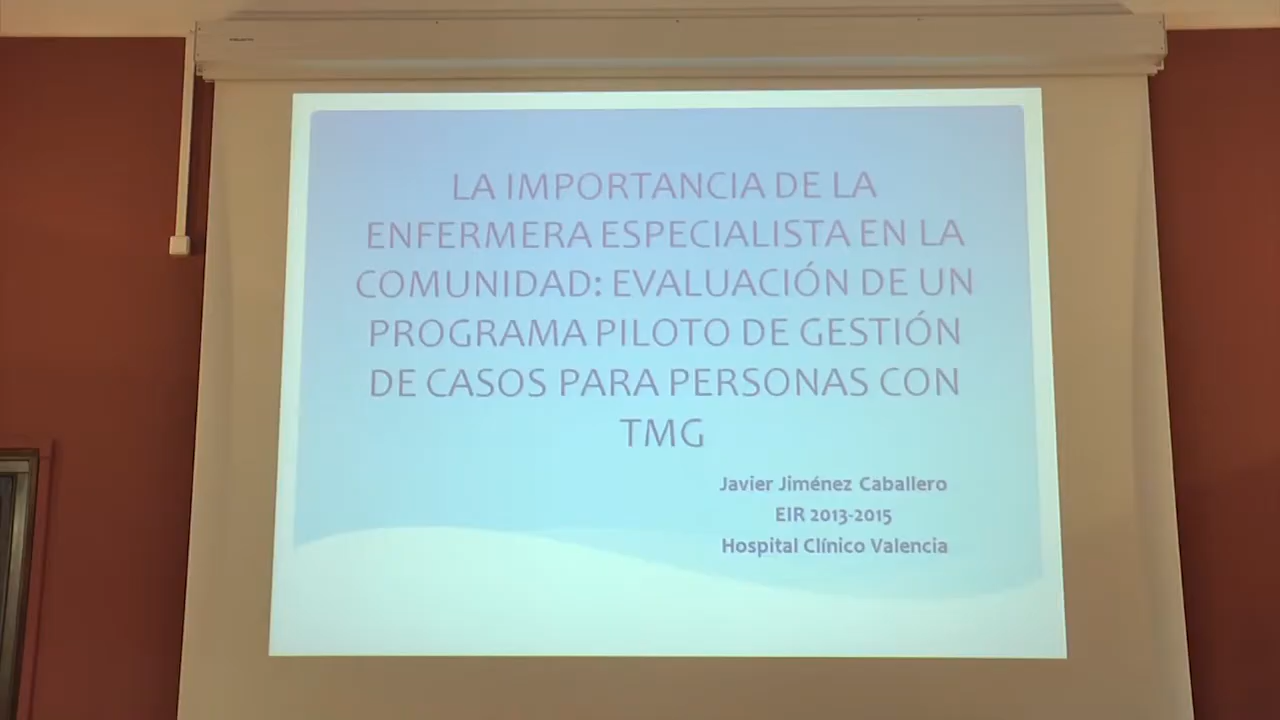 LA IMPORTANCIA DE LA
ENFERMERA ESPECIALISTA EN LA
COMUNIDAD: EVALUACIÓN DE UN
PROGRAMA PILOTO DE GESTIÓN
DE CASOS PARA PERSONAS CON
TMG
Javier Jiménez Caballero
EIR 2013-2015
Hospital Clínico Valencia